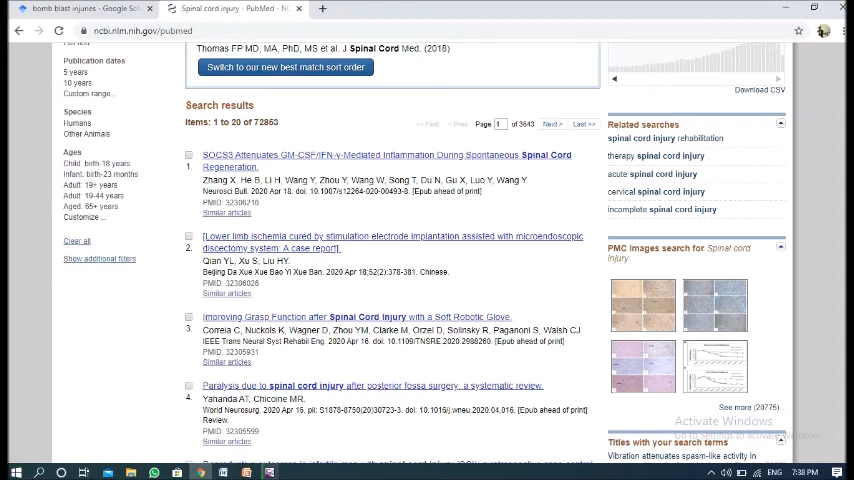 bomb blast injuries - Google Sch
Spinal cord injury - PubMed - NC
ncbi.nlm.nih.gov/pubmed
Thomas FP MD, MA, PhD, MS et al. J Spinal Cord Med. (2018)
Switch to our new best match sort order
Download CSV
Publication dates
5 years
10 years
Custom range...
Species
Humans
Other Animals
Ages
Child: birth-18 years
Infant: birth-23 months
Adult: 19+ years
Adult: 19-44 years
Aged: 65+ years
Customize ...
Clear all
Show additional filters
Search results
Items: 1 to 20 of 72853
<< First < Prev Page 1 of 3643 Next > Last >>
SOCS3 Attenuates GM-CSF/IFN-γ-Mediated Inflammation During Spontaneous Spinal Cord
1. Regeneration.
Zhang X, He B, Li H, Wang Y, Zhou Y, Wang W, Song T, Du N, Gu X, Luo Y, Wang Y.
Neurosci Bull. 2020 Apr 18. doi: 10.1007/s12264-020-00493-8. [Epub ahead of print]
PMID: 32306216
Similar articles
[Lower limb ischemia cured by stimulation electrode implantation assisted with microendoscopic
2. discectomy system: A case report].
Qian YL, Xu S, Liu HY.
Beijing Da Xue Xue Bao Yi Xue Ban. 2020 Apr 18;52(2):378-381. Chinese.
PMID: 32306026
Similar articles
Improving Grasp Function after Spinal Cord Injury with a Soft Robotic Glove.
3. Correia C, Nuckols K, Wagner D, Zhou YM, Clarke M, Orzel D, Solinsky R, Paganoni S, Walsh CJ.
IEEE Trans Neural Syst Rehabil Eng. 2020 Apr 16. doi: 10.1109/TNSRE.2020.2988260. [Epub ahead of print]
PMID: 32305931
Similar articles
Paralysis due to spinal cord injury after posterior fossa surgery: a systematic review.
4. Yahanda AT, Chicoine MR.
World Neurosurg. 2020 Apr 16. pii: S1878-8750(20)30723-3. doi: 10.1016/j.wneu.2020.04.016. [Epub ahead of print]
Review.
PMID: 32305599
Similar articles
Related searches
spinal cord injury rehabilitation
therapy spinal cord injury
acute spinal cord injury
cervical spinal cord injury
incomplete spinal cord injury
PMC Images search for Spinal cord
injury
See more (20775)...
Activate Windows
Go to Settings to activate Windows.
Titles with your search terms
Vibration attenuates spasm-like activity in
ENG 7:38 PM